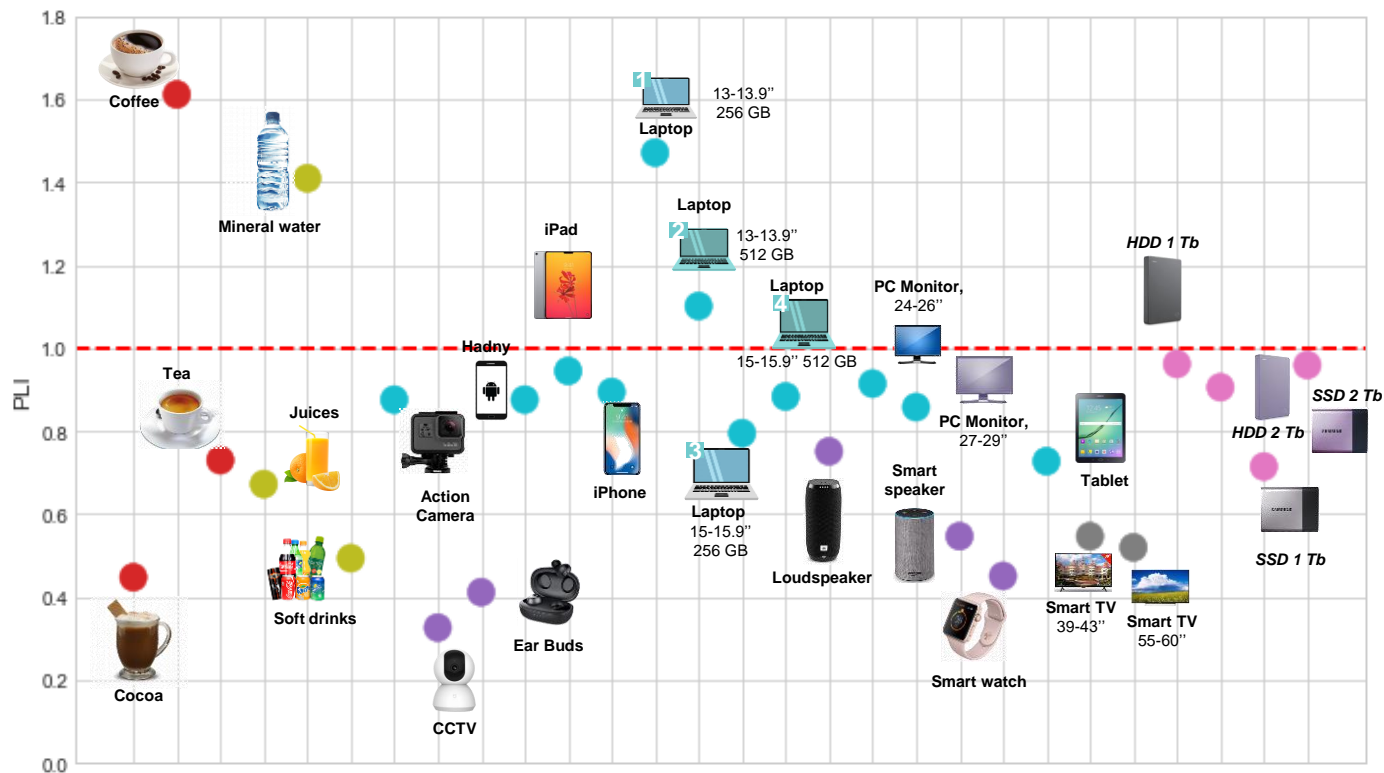 1.8
1.6
1.4
1.2
1.0
0.8
0.6
0.4
0.2
0.0
PLI
Coffee
Mineral water
Tea
Juices
Soft drinks
Cocoa
Action
Camera
CCTV
Hadny
Ear Buds
iPad
iPhone
1
Laptop
13-13.9’’
256 GB
Laptop
2
13-13.9’’
512 GB
3
Laptop
15-15.9’’
256 GB
Laptop
4
15-15.9’’ 512 GB
Loudspeaker
PC Monitor,
24-26’’
PC Monitor,
27-29’’
Smart
speaker
Smart watch
Tablet
Smart TV
39-43’’
Smart TV
55-60’’
HDD 1 Tb
HDD 2 Tb
SSD 2 Tb
SSD 1 Tb